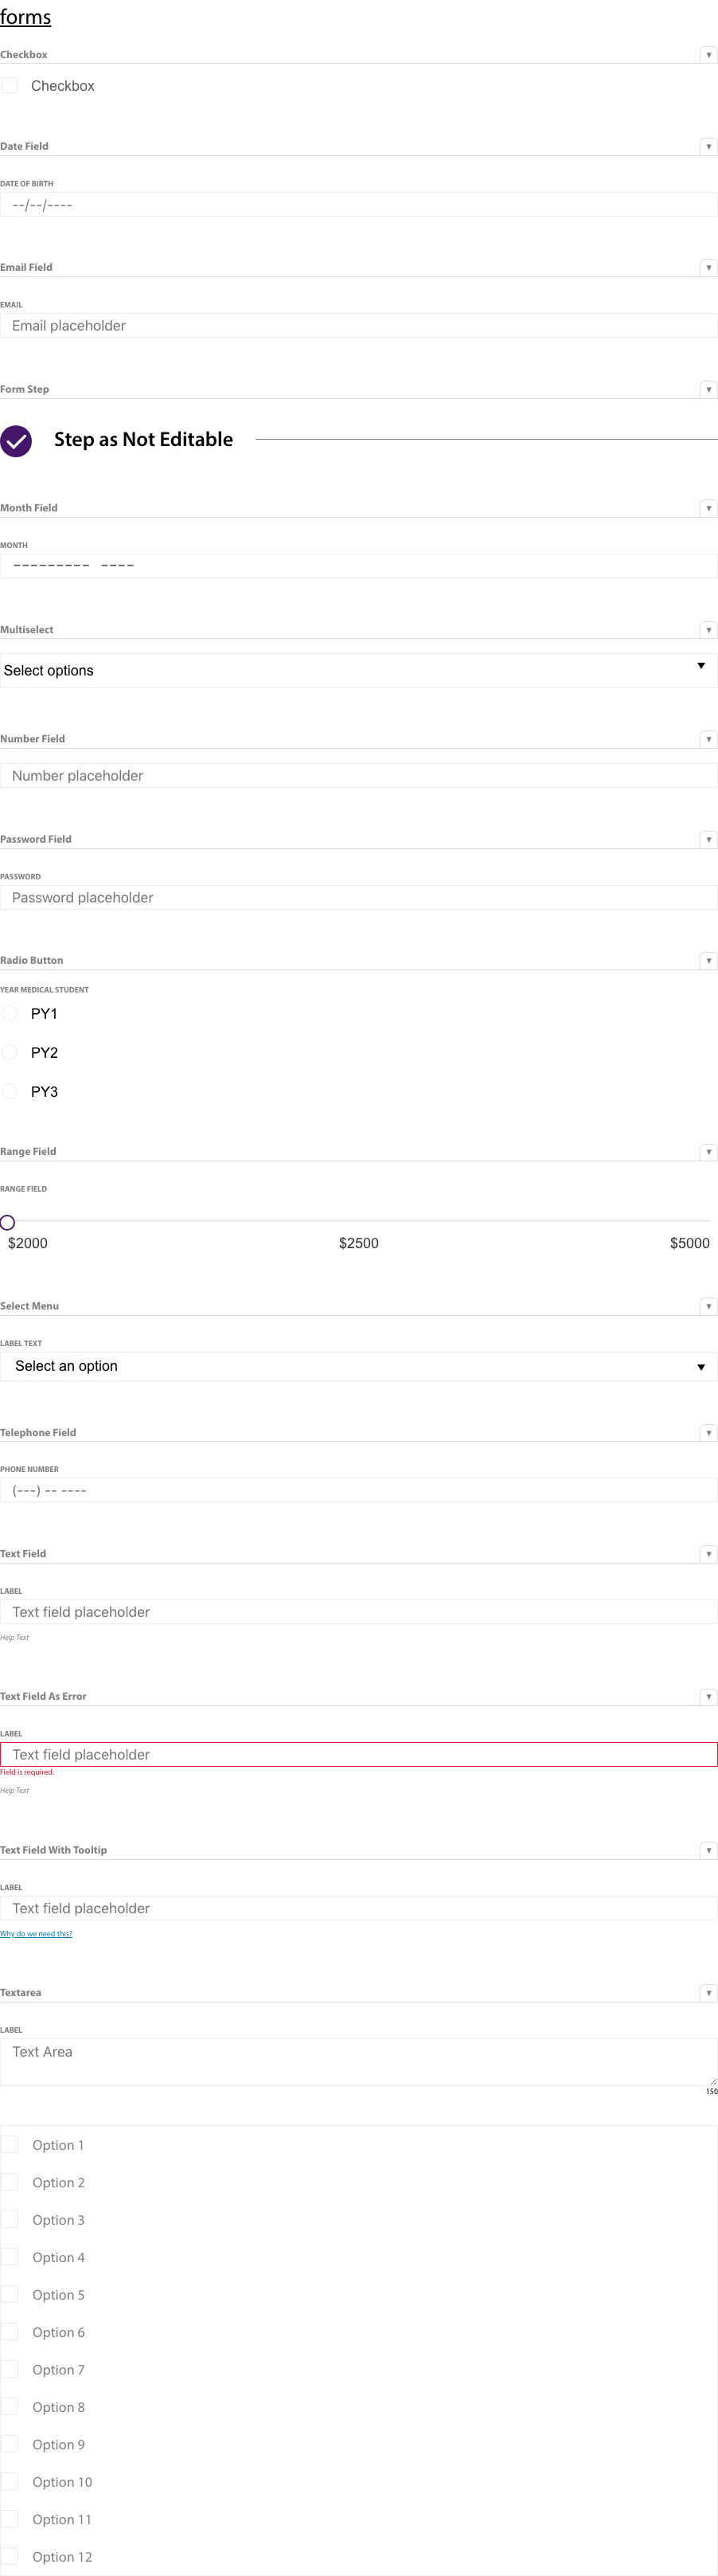 forms
Checkbox
Checkbox
Date Field
DATE OF BIRTH
--/--/----
Email Field
EMAIL
Email placeholder
Form Step
Step as Not Editable
Month Field
MONTH
--------- ----
Multiselect
Select options
Number Field
Number placeholder
Password Field
PASSWORD
Password placeholder
Radio Button
YEAR MEDICAL STUDENT
PY1
PY2
PY3
Range Field
RANGE FIELD
$2000 $2500 $5000
Select Menu
LABEL TEXT
Select an option
Telephone Field
PHONE NUMBER
(---) -- ----
Text Field
LABEL
Text field placeholder
Help Text
Text Field As Error
LABEL
Text field placeholder
Field is required.
Help Text
Text Field With Tooltip
LABEL
Text field placeholder
Why do we need this?
Textarea
LABEL
Text Area
150
Option 1
Option 2
Option 3
Option 4
Option 5
Option 6
Option 7
Option 8
Option 9
Option 10
Option 11
Option 12